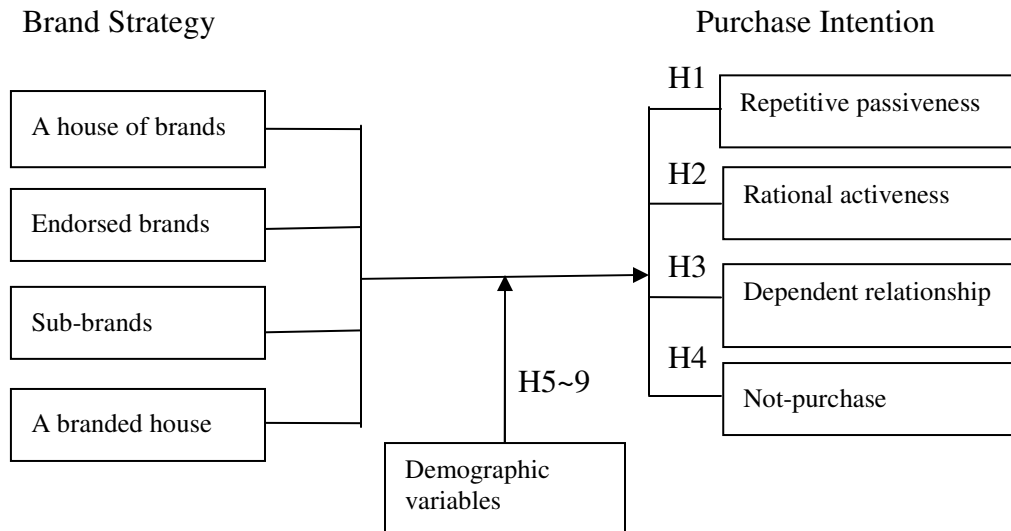 Brand Strategy
Purchase Intention
A house of brands
Endorsed brands
Sub-brands
A branded house
H1
Repetitive passiveness
H2
Rational activeness
H3
Dependent relationship
H4
Not-purchase
H5~9
Demographic
variables